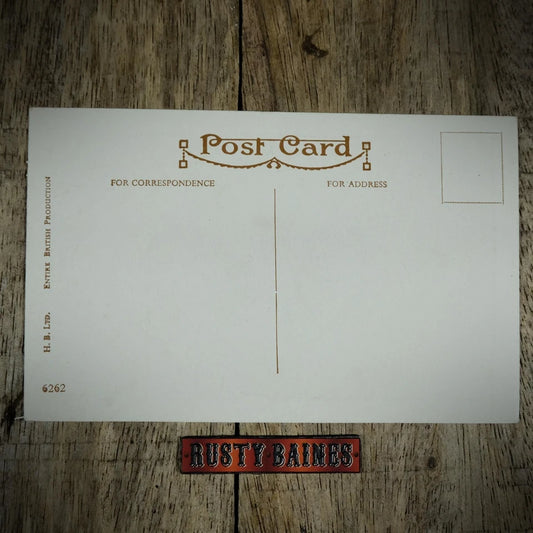 Post Card
FOR CORRESPONDENCE
FOR ADDRESS
H. B. LTD. ENTIRE BRITISH PRODUCTION
6262
RUSTY BAINES